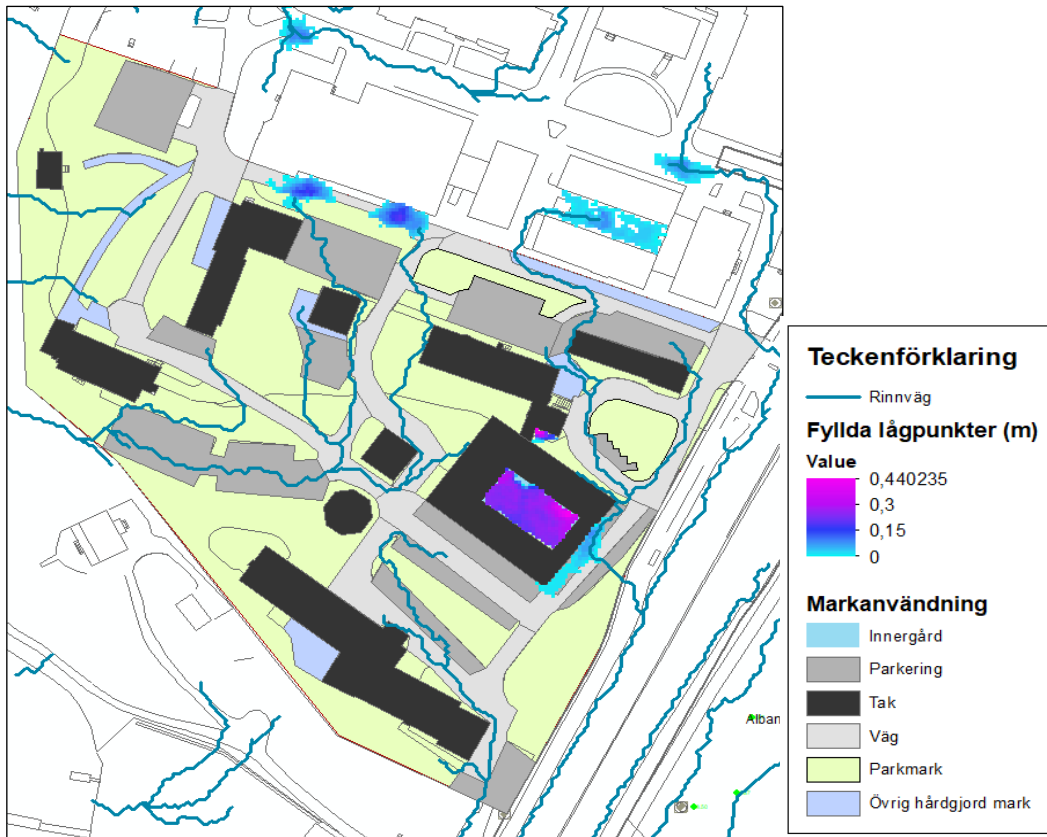 Teckenförklaring
Rinnväg
Fyllda lågpunkter (m)
Value
0,440235
0,3
0,15
0
Markanvändning
Innergård
Parkering
Tak
Väg
Parkmark
Övrig hårdgjord mark
Alban